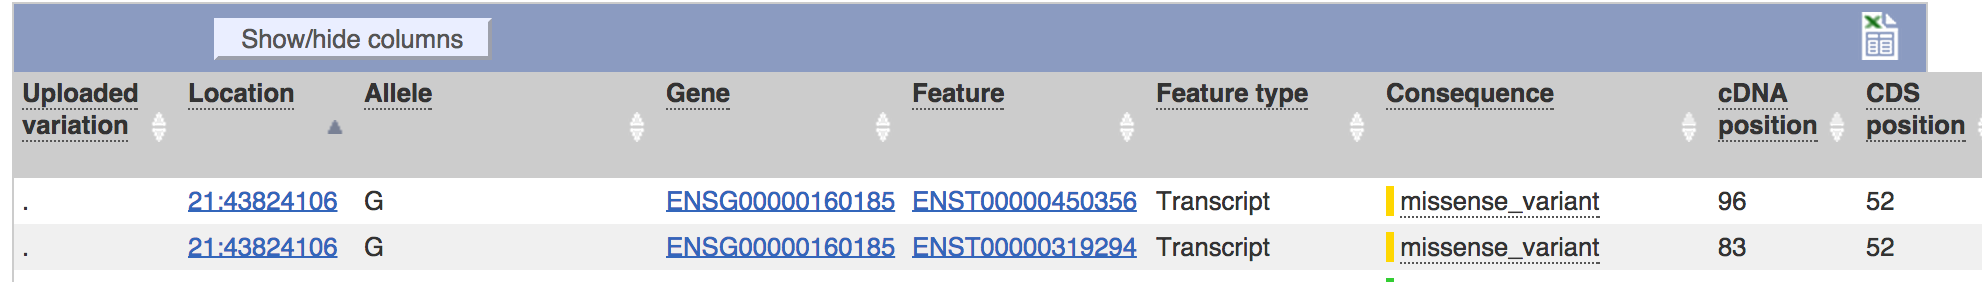 Show/hide columns
Uploaded variation Location Allele Gene Feature Feature type Consequence cDNA position CDS position
. 21:43824106 G ENSG00000160185 ENST00000450356 Transcript missense_variant 96 52
. 21:43824106 G ENSG00000160185 ENST00000319294 Transcript missense_variant 83 52